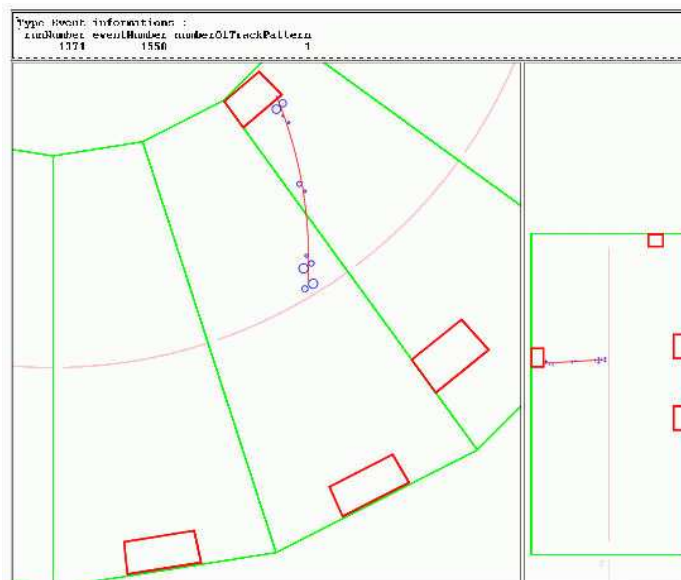 Type Event informations :
runNumber eventNumber numberOfTrackPattern
1371 1550 1